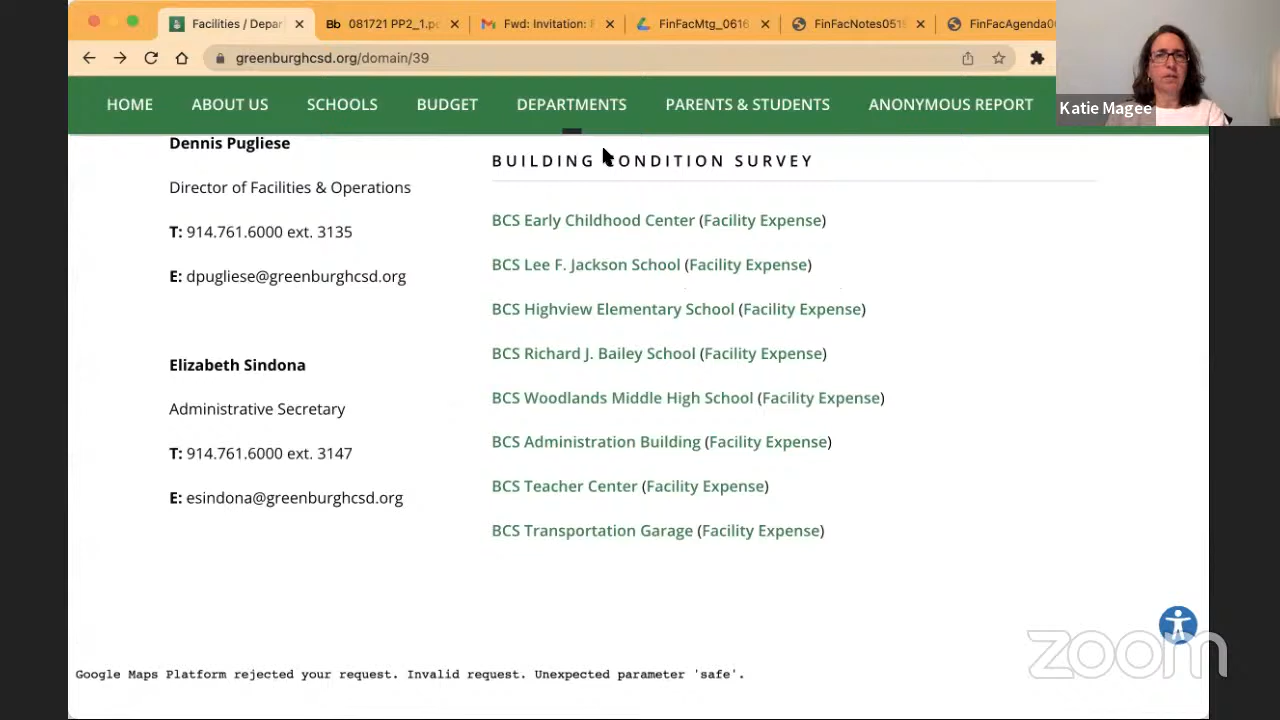 Facilities / Depar
Bb 081721 PP2_1.p
Fwd: Invitation:
FinFacMtg_0616
FinFacNotes051
FinFacAgenda0
greenburghcsd.org/domain/39
Katie Magee
HOME
ABOUT US
SCHOOLS
BUDGET
DEPARTMENTS
PARENTS & STUDENTS
ANONYMOUS REPORT
Dennis Pugliese
Director of Facilities & Operations
T: 914.761.6000 ext. 3135
E: dpugliese@greenburghcsd.org
Elizabeth Sindona
Administrative Secretary
T: 914.761.6000 ext. 3147
E: esindona@greenburghcsd.org
BUILDING CONDITION SURVEY
BCS Early Childhood Center (Facility Expense)
BCS Lee F. Jackson School (Facility Expense)
BCS Highview Elementary School (Facility Expense)
BCS Richard J. Bailey School (Facility Expense)
BCS Woodlands Middle High School (Facility Expense)
BCS Administration Building (Facility Expense)
BCS Teacher Center (Facility Expense)
BCS Transportation Garage (Facility Expense)
zoom
Google Maps Platform rejected your request. Invalid request. Unexpected parameter 'safe'.